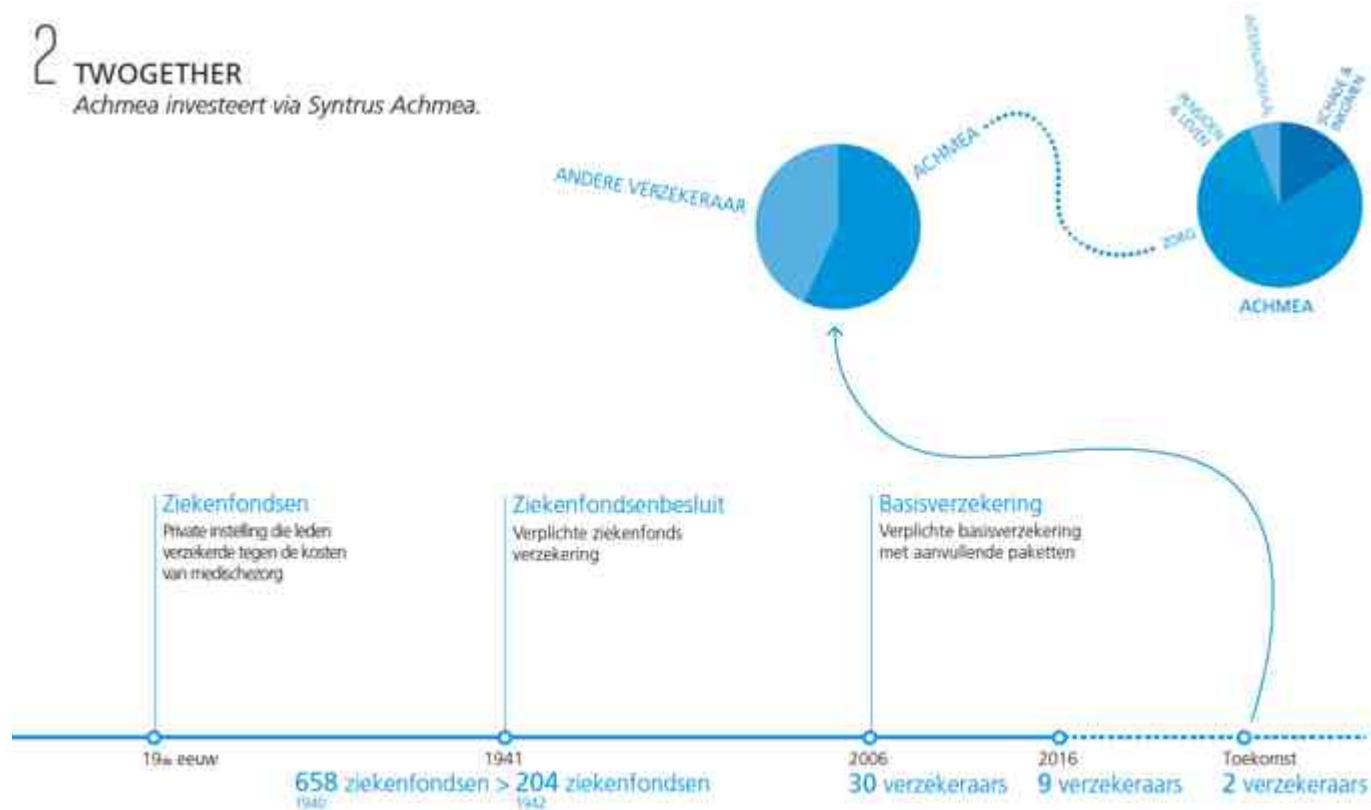 2 TWOGETHER
Achmea investeert via Syntrus Achmea.
ANDERE VERZEKERAAR
ACHMEA
PENSIOEN
& LEVEN
INTERNATIONAAL
SCHADE &
INKOMEN
ZORG
ACHMEA
Ziekenfondsen
Private instelling die leden
verzekerde tegen de kosten
van medischezorg
Ziekenfondsenbesluit
Verplichte ziekenfonds
verzekering
Basisverzekering
Verplichte basisverzekering
met aanvullende paketten
19de eeuw
1941
2006
2016
Toekomst
658 ziekenfondsen > 204 ziekenfondsen
1940
1942
30 verzekeraars
9 verzekeraars
2 verzekeraars